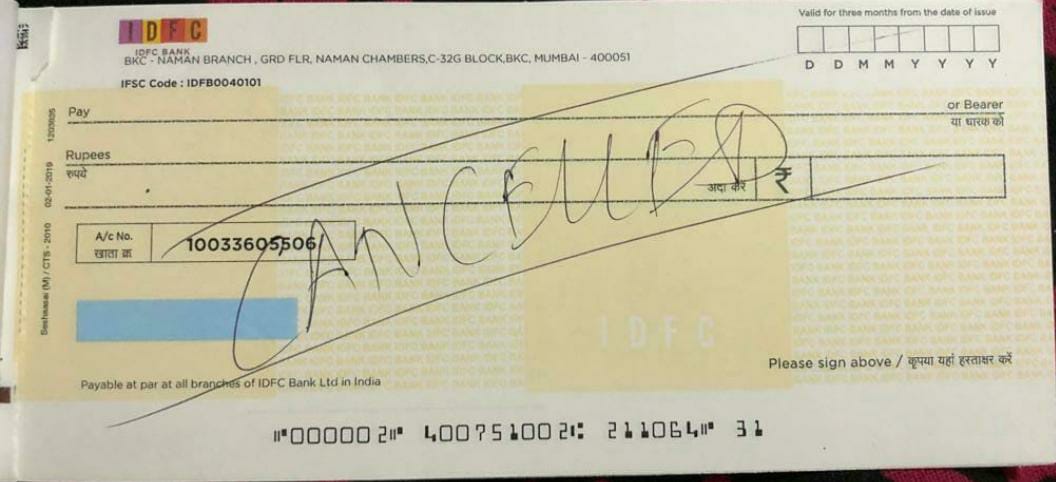 IDFC
IDFC BANK
BKC - NAMAN BRANCH , GRD FLR, NAMAN CHAMBERS,C-32G BLOCK,BKC, MUMBAI - 400051
IFSC Code : IDFB0040101
Valid for three months from the date of issue
D D M M Y Y Y Y
Pay
or Bearer
या धारक को
Rupees
रुपये
अदा करें
₹
CANCELLED
A/c No.
खाता क्र
10033605506
IDFC
Please sign above / कृपया यहां हस्ताक्षर करें
Payable at par at all branches of IDFC Bank Ltd in India
⑈000002⑈ 400751002⑆ 211064⑈ 31
Seshaasai (M) / CTS - 2010 02-01-2019 1203625